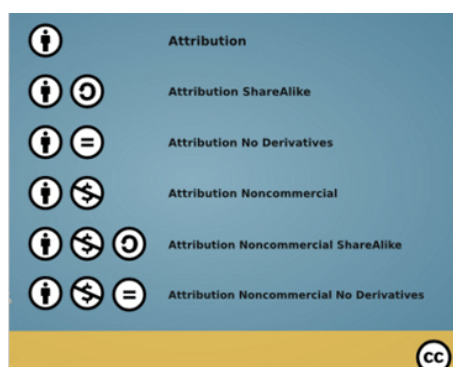 Attribution
Attribution ShareAlike
Attribution No Derivatives
Attribution Noncommercial
Attribution Noncommercial ShareAlike
Attribution Noncommercial No Derivatives
cc